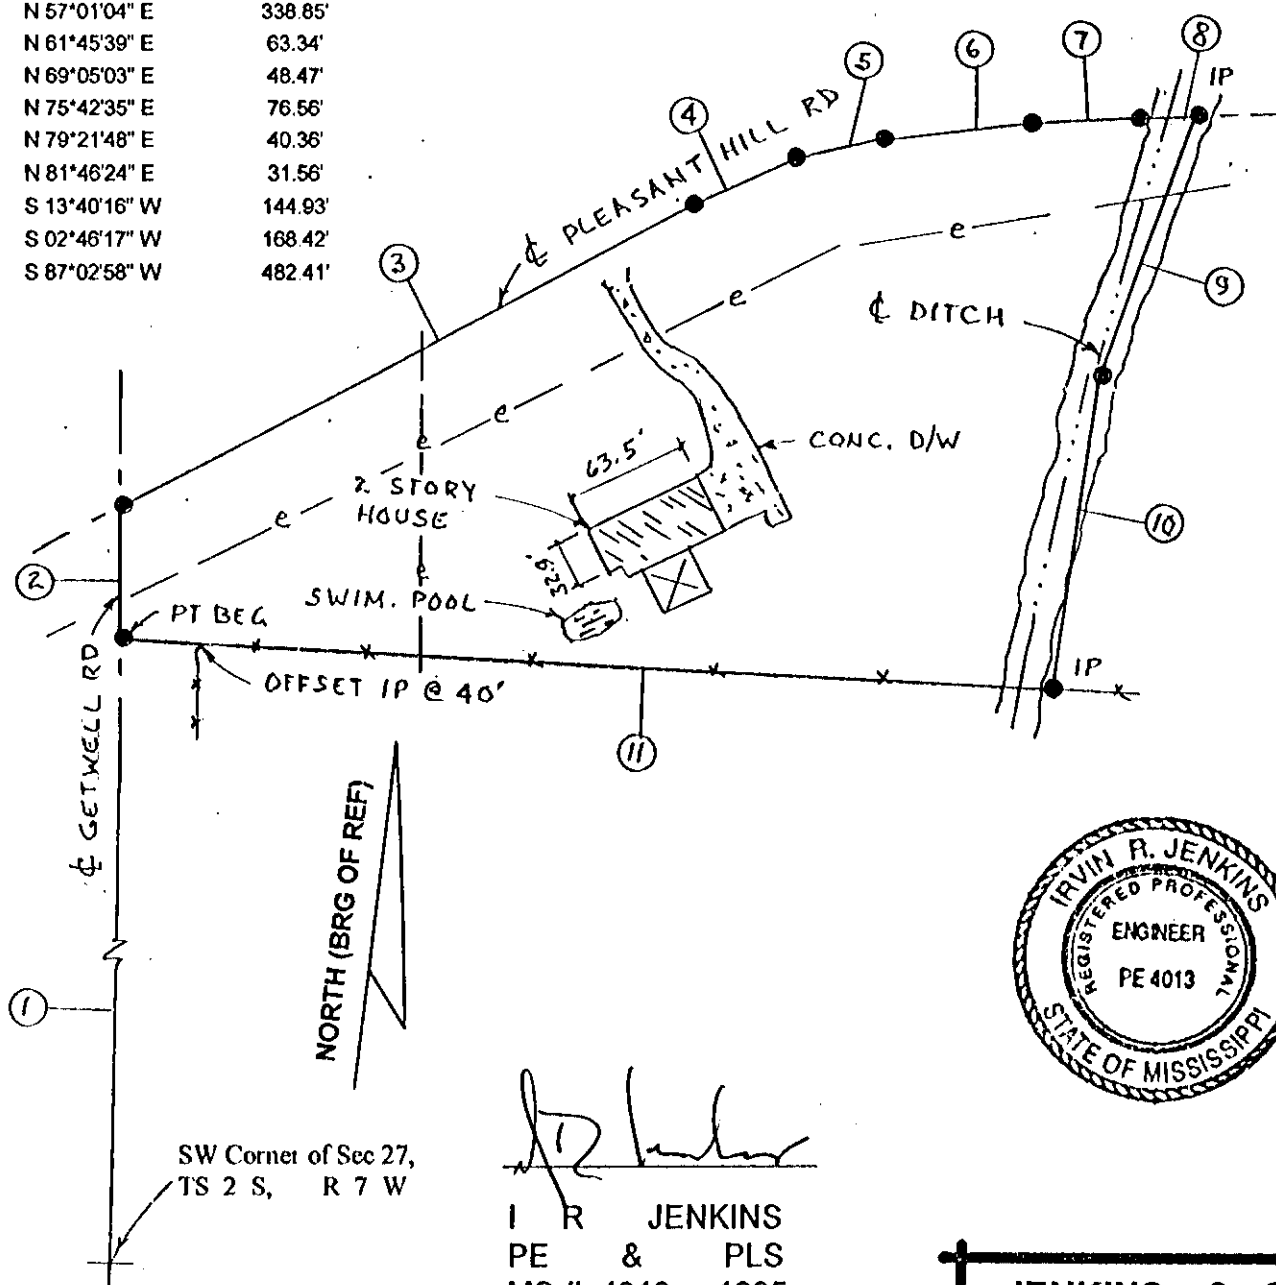 N 57°01'04" E 338.85'
N 61°45'39" E 63.34'
N 69°05'03" E 48.47'
N 75°42'35" E 76.56'
N 79°21'48" E 40.36'
N 81°46'24" E 31.56'
S 13°40'16" W 144.93'
S 02°46'17" W 168.42'
S 87°02'58" W 482.41'
8
7
6
5
IP
4
℄ PLEASANT HILL RD
3
9
e
e
℄ DITCH
e
e
CONC. D/W
63.5'
2 STORY
HOUSE
e
10
2
e
SWIM. POOL
PT BEG
IP
OFFSET IP @ 40'
11
℄ GETWELL RD
NORTH (BRG OF REF)
1
IRVIN R. JENKINS
REGISTERED PROFESSIONAL
ENGINEER
PE 4013
STATE OF MISSISSIPPI
SW Corner of Sec 27,
TS 2 S, R 7 W
I R JENKINS
PE & PLS